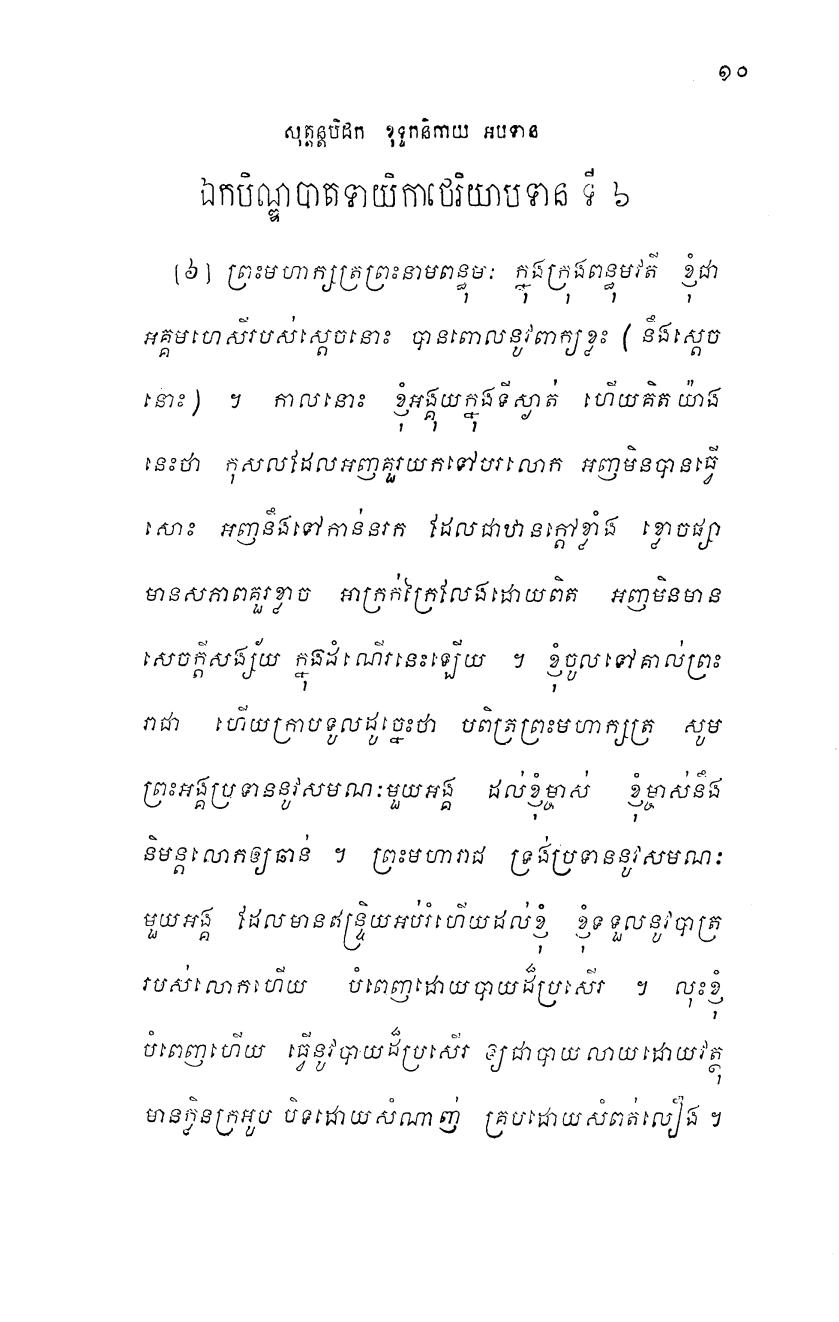 ១០
សុត្តន្តបិដក ខុទ្ទកនិកាយ អបទាន
ឯកបិណ្ឌបាតទាយិកាថេរិយាបទាន ទី ៦
(៦) ព្រះមហាក្សត្រព្រះនាមពន្ធុមៈ ក្នុងក្រុងពន្ធុមវតី ខ្ញុំជា
អគ្គមហេសីរបស់ស្តេចនោះ បានពោលនូវពាក្យខ្លះ ( នឹងស្តេច
នោះ) ។ កាលនោះ ខ្ញុំអង្គុយក្នុងទីស្ងាត់ ហើយគិតយ៉ាង
នេះថា កុសលដែលអញគួរយកទៅបរលោក អញមិនបានធ្វើ
សោះ អញនឹងទៅកាន់នរក ដែលជាឋានក្តៅខ្លាំង ខ្លោចផ្សា
មានសភាពគួរខ្លាច អាក្រក់ក្រៃលែងដោយពិត អញមិនមាន
សេចក្តីសង្ស័យ ក្នុងដំណើរនេះឡើយ ។ ខ្ញុំចូលទៅគាល់ព្រះ
រាជា ហើយក្រាបទូលដូច្នេះថា បពិត្រព្រះមហាក្សត្រ សូម
ព្រះអង្គប្រទាននូវសមណៈមួយអង្គ ដល់ខ្ញុំម្ចាស់ ខ្ញុំម្ចាស់នឹង
និមន្តលោកឲ្យឆាន់ ។ ព្រះមហារាជ ទ្រង់ប្រទាននូវសមណៈ
មួយអង្គ ដែលមានឥន្ទ្រិយអប់រំហើយដល់ខ្ញុំ ខ្ញុំទទួលនូវបាត្រ
របស់លោកហើយ បំពេញដោយបាយដ៏ប្រសើរ ។ លុះខ្ញុំ
បំពេញហើយ ធ្វើនូវបាយដ៏ប្រសើរ ឲ្យជាបាយលាយដោយវត្ថុ
មានក្លិនក្រអូប បិទដោយសំណាញ់ គ្របដោយសំពត់លឿង ។